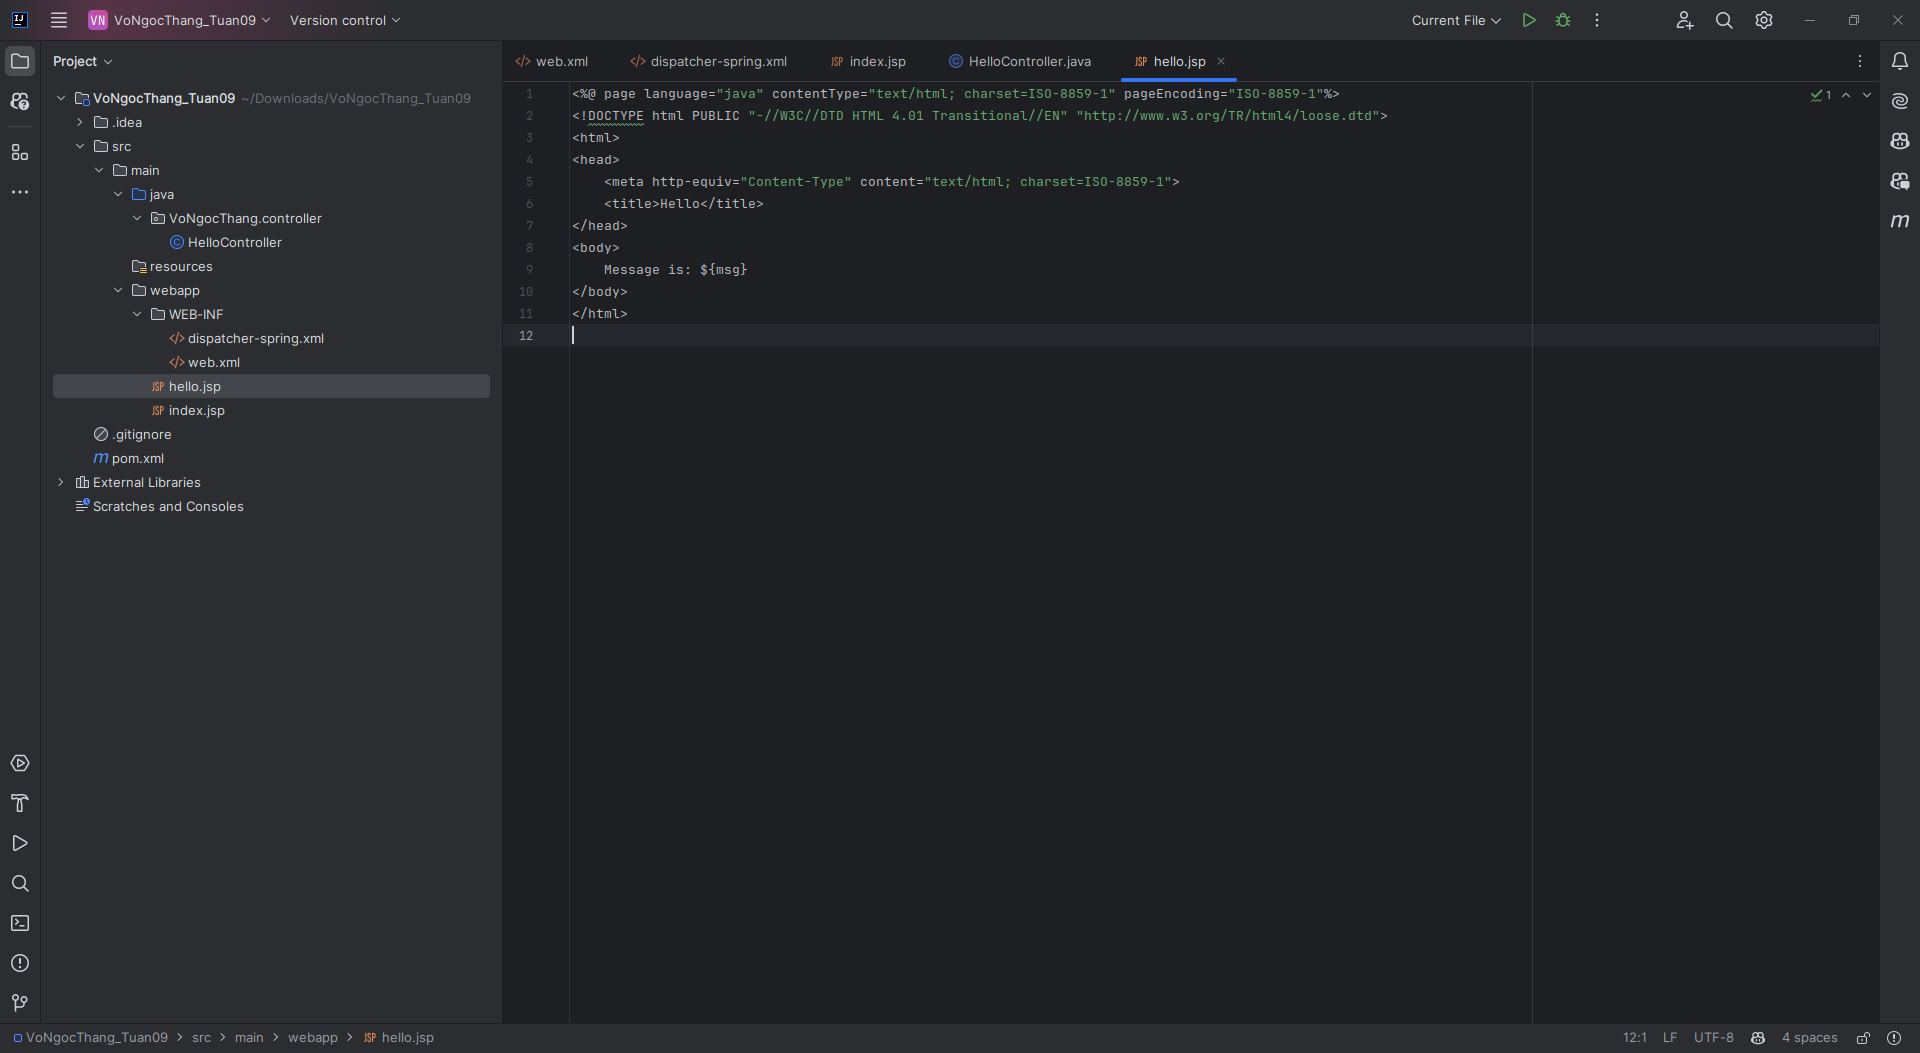 VN VoNgocThang_Tuan09 Version control Current File
Project
VoNgocThang_Tuan09 ~/Downloads/VoNgocThang_Tuan09
.idea
src
main
java
VoNgocThang.controller
HelloController
resources
webapp
WEB-INF
dispatcher-spring.xml
web.xml
JSP hello.jsp
JSP index.jsp
.gitignore
m pom.xml
External Libraries
Scratches and Consoles
web.xml dispatcher-spring.xml JSP index.jsp HelloController.java JSP hello.jsp
1 <%@ page language="java" contentType="text/html; charset=ISO-8859-1" pageEncoding="ISO-8859-1"%>
2 <!DOCTYPE html PUBLIC "-//W3C//DTD HTML 4.01 Transitional//EN" "http://www.w3.org/TR/html4/loose.dtd">
3 <html>
4 <head>
5 <meta http-equiv="Content-Type" content="text/html; charset=ISO-8859-1">
6 <title>Hello</title>
7 </head>
8 <body>
9 Message is: ${msg}
10 </body>
11 </html>
12
1
m
VoNgocThang_Tuan09 > src > main > webapp > JSP hello.jsp 12:1 LF UTF-8 4 spaces